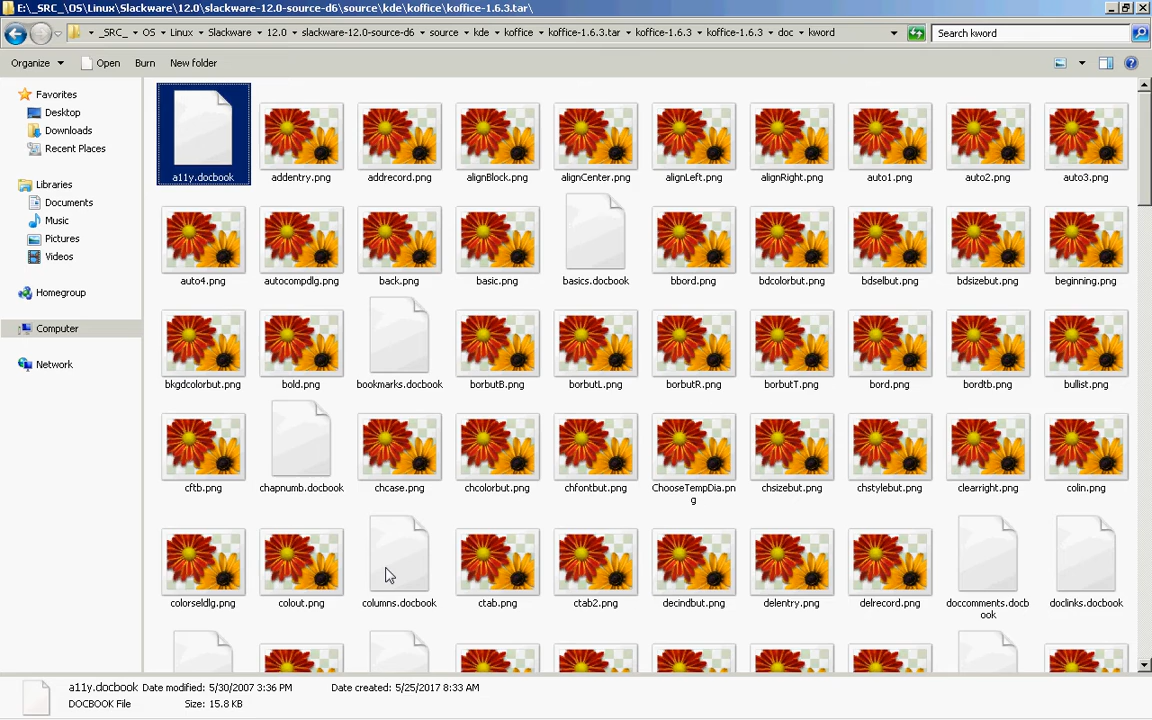 E:\_SRC_\OS\Linux\Slackware\12.0\slackware-12.0-source-d6\source\kde\koffice\koffice-1.6.3.tar\
_SRC_ OS Linux Slackware 12.0 slackware-12.0-source-d6 source kde koffice koffice-1.6.3.tar koffice-1.6.3 koffice-1.6.3 doc kword
Search kword
Organize Open Burn New folder
Favorites
Desktop
Downloads
Recent Places
Libraries
Documents
Music
Pictures
Videos
Homegroup
Computer
Network
a11y.docbook addentry.png addrecord.png alignBlock.png alignCenter.png alignLeft.png alignRight.png auto1.png auto2.png auto3.png
auto4.png autocompdlg.png back.png basic.png basics.docbook bbord.png bdcolorbut.png bdselbut.png bdsizebut.png beginning.png
bkgdcolorbut.png bold.png bookmarks.docbook borbutB.png borbutL.png borbutR.png borbutT.png bord.png bordtb.png bullist.png
cftb.png chapnumb.docbook chcase.png chcolorbut.png chfontbut.png ChooseTempDia.pn
g chsizebut.png chstylebut.png clearright.png colin.png
colorseldlg.png colout.png columns.docbook ctab.png ctab2.png decindbut.png delentry.png delrecord.png doccomments.docb
ook doclinks.docbook
a11y.docbook Date modified: 5/30/2007 3:36 PM Date created: 5/25/2017 8:33 AM
DOCBOOK File Size: 15.8 KB